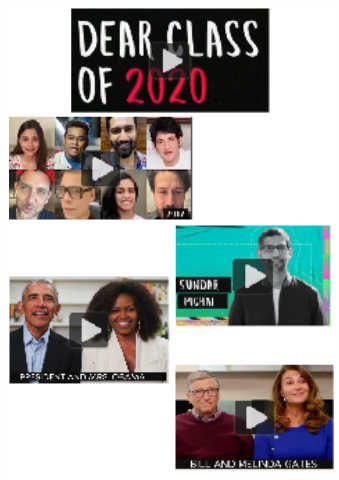 DEAR CLASS
OF 2020
SUNDAR
PICHAI
PRESIDENT AND MRS. OBAMA
BILL AND MELINDA GATES